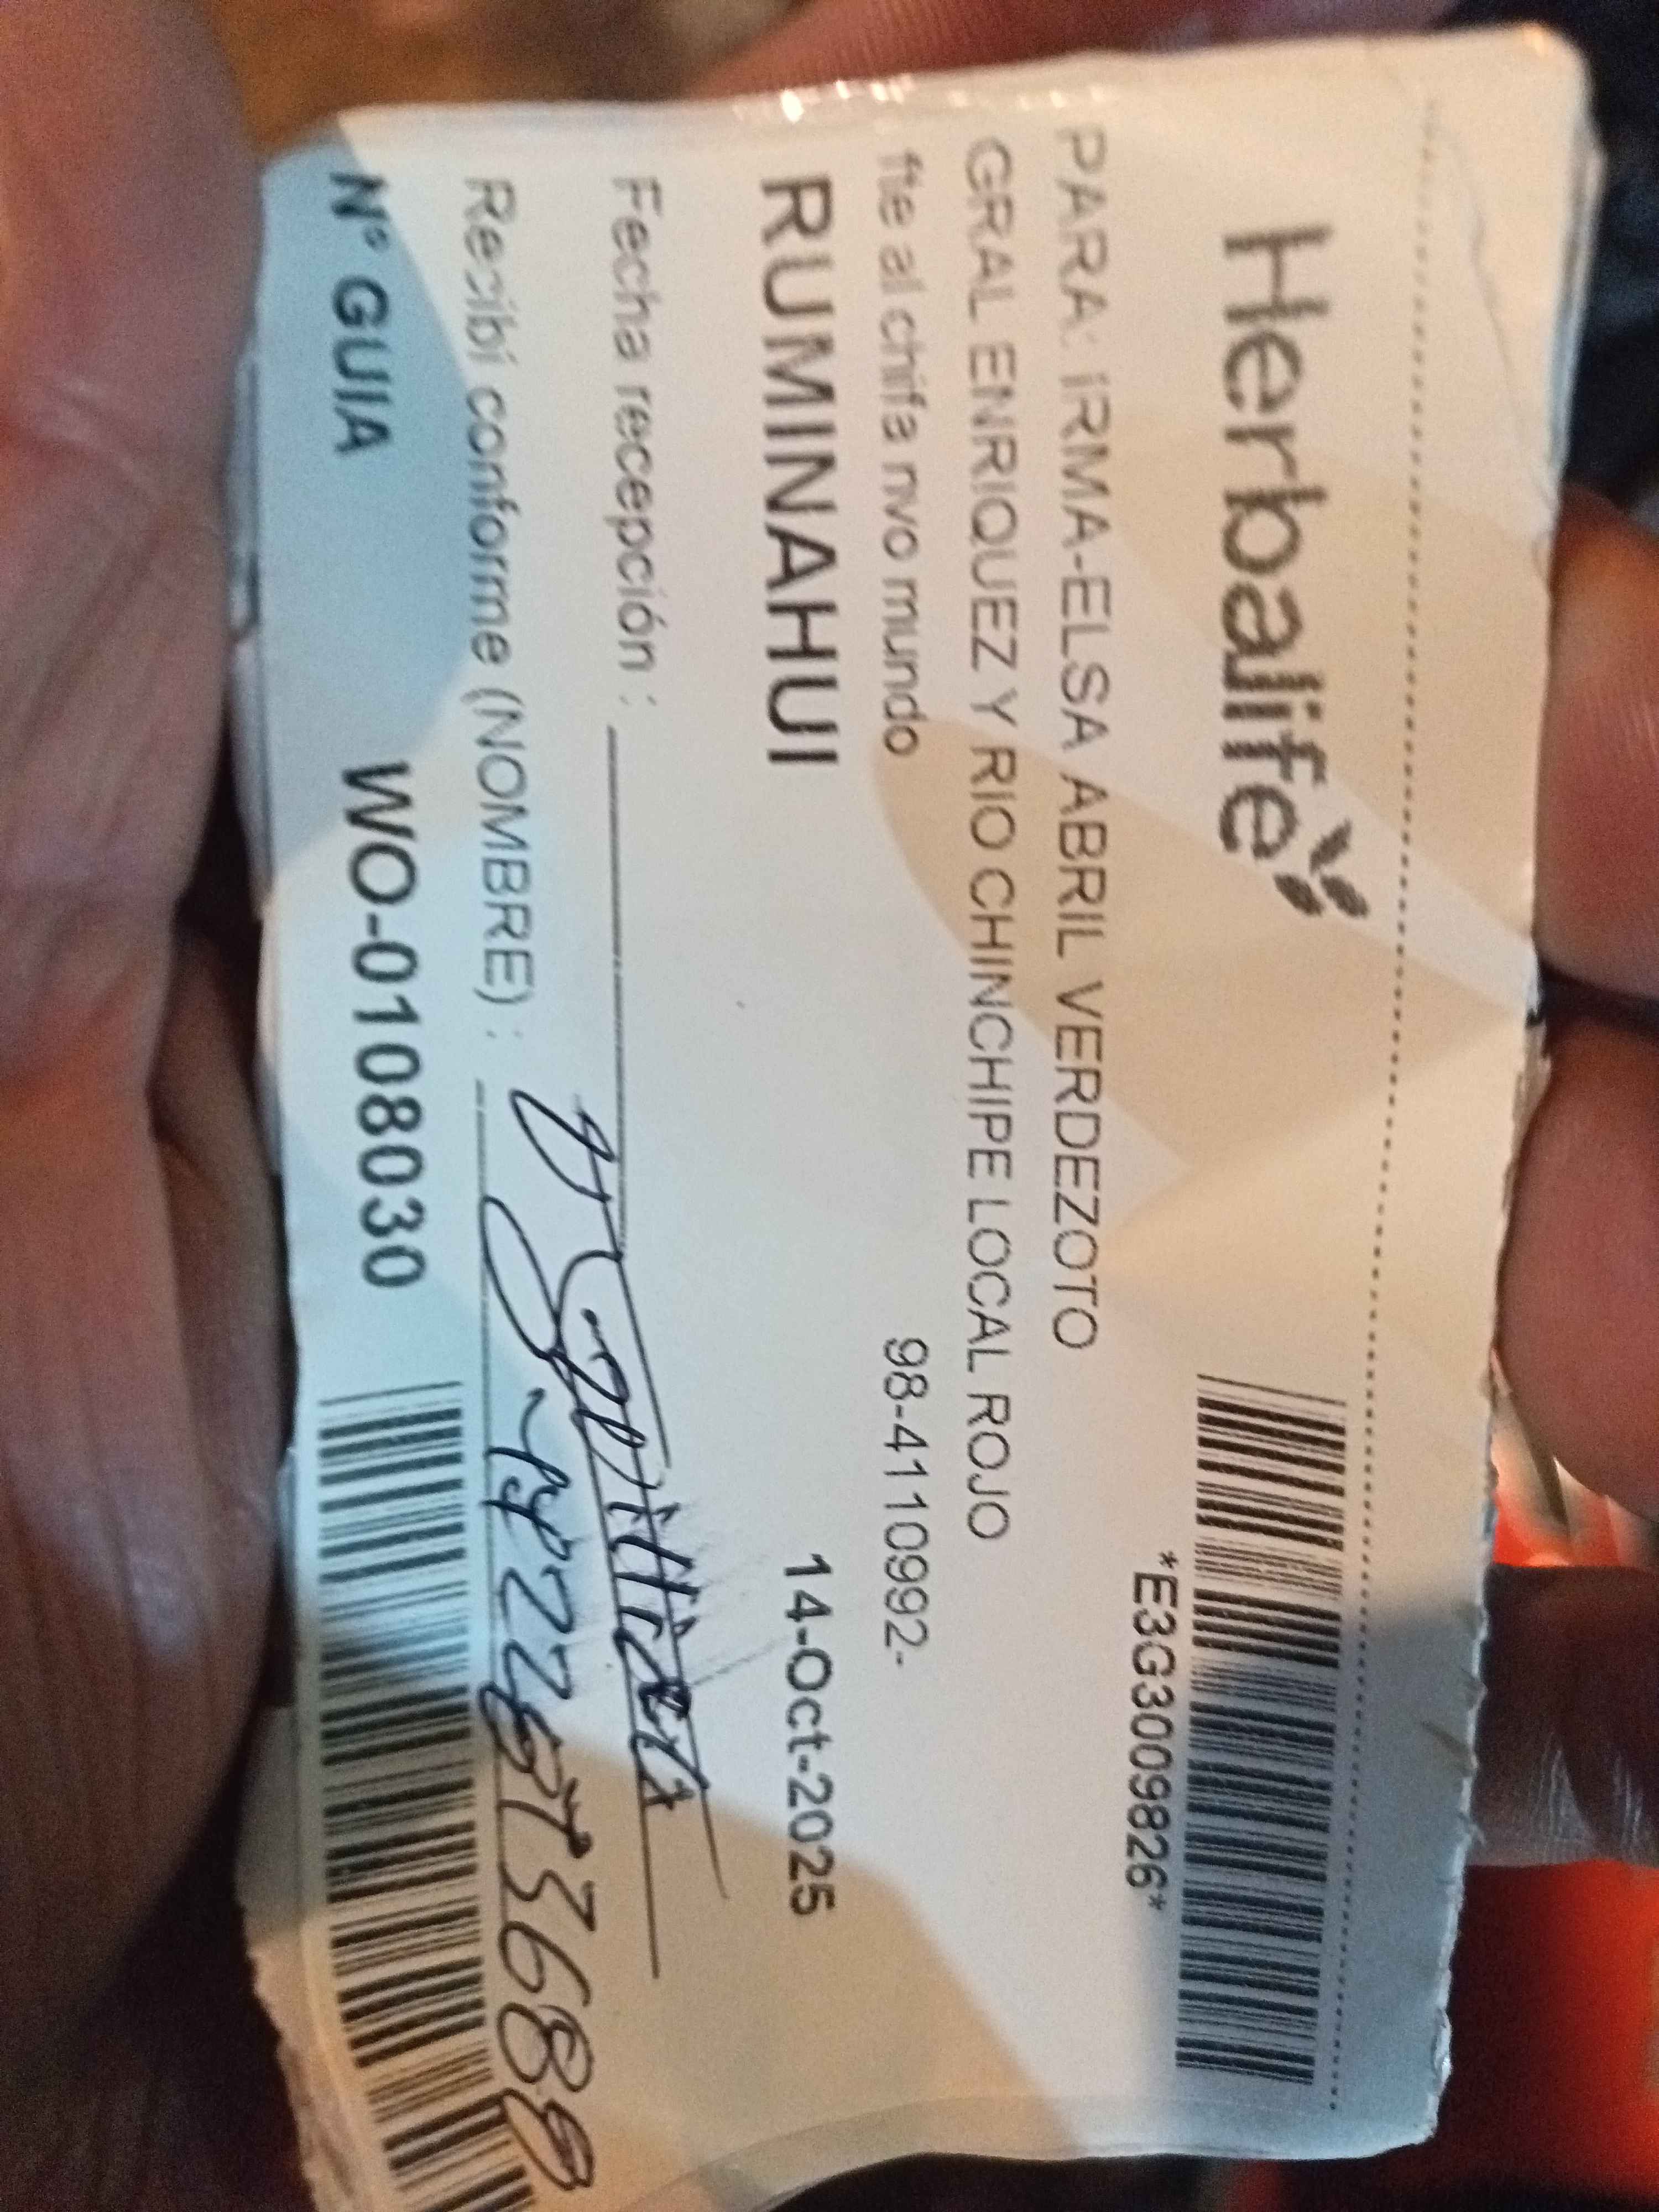 Herbalife
*E3G3009826*
PARA: IRMA-ELSA ABRIL VERDEZOTO
GRAL ENRIQUEZ Y RIO CHINCHIPE LOCAL ROJO
fte al chifa nvo mundo 98-4110992-
RUMINAHUI 14-Oct-2025
Fecha recepción :
Recibí conforme (NOMBRE) :
N° GUIA WO-01080030